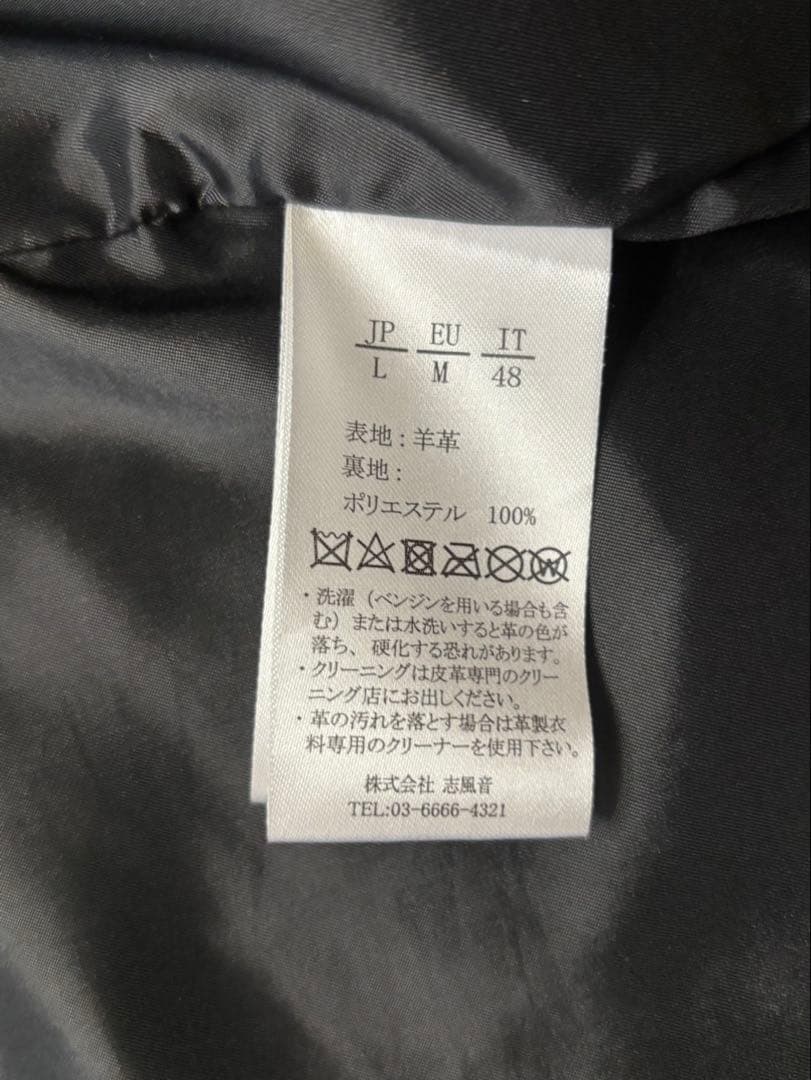 JP EU IT
L M 48
表地：羊革
裏地：
ポリエステル 100%
・洗濯（ベンジンを用いる場合も含
む）または水洗いすると革の色が
落ち、硬化する恐れがあります。
・クリーニングは皮革専門のクリー
ニング店にお出しください。
・革の汚れを落とす場合は革製衣
料専用のクリーナーを使用下さい。
株式会社 志風音
TEL:03-6666-4321